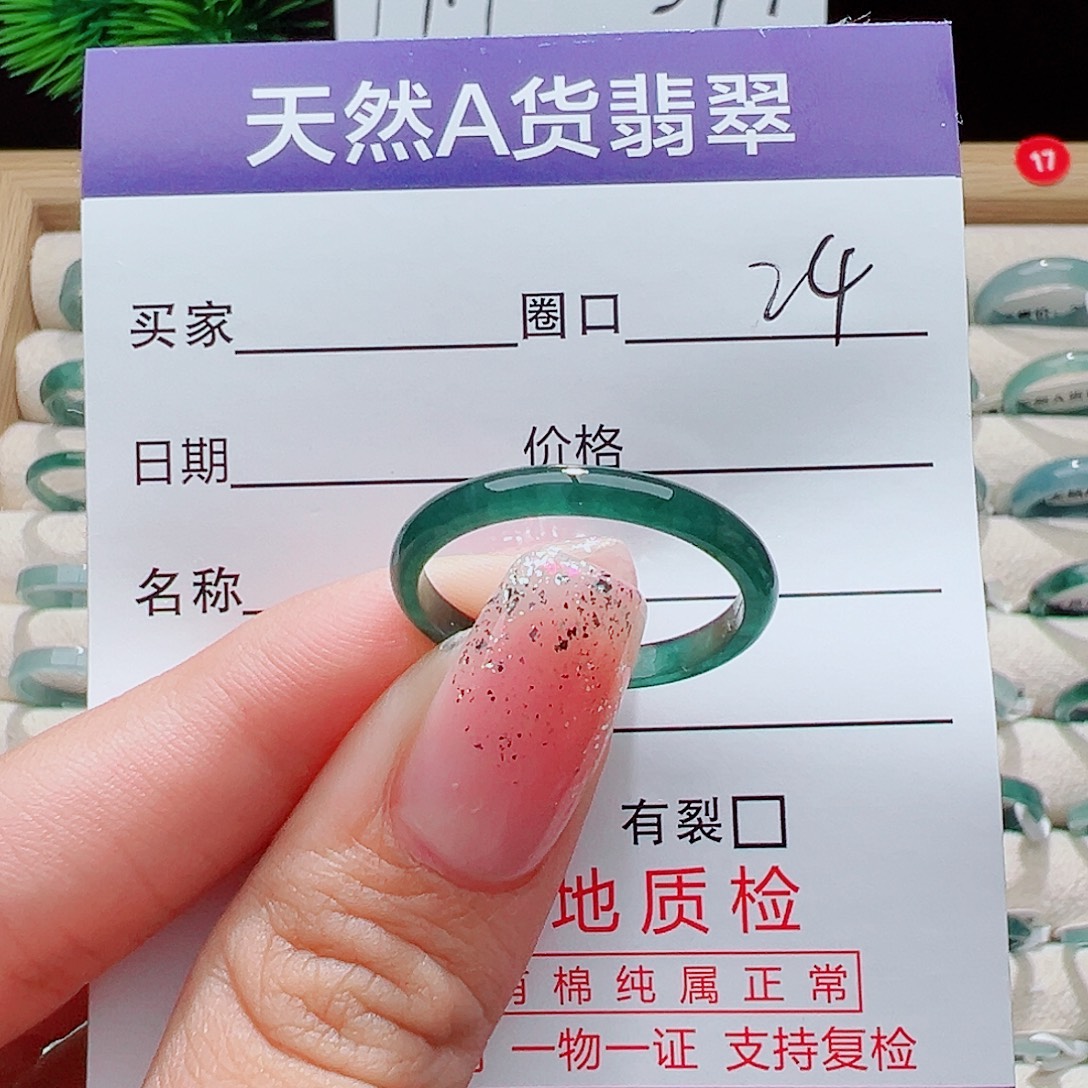 17
天然A货翡翠
买家 圈口 24
日期 价格
名称
有裂
地质检
有棉纯属正常
一物一证 支持复检